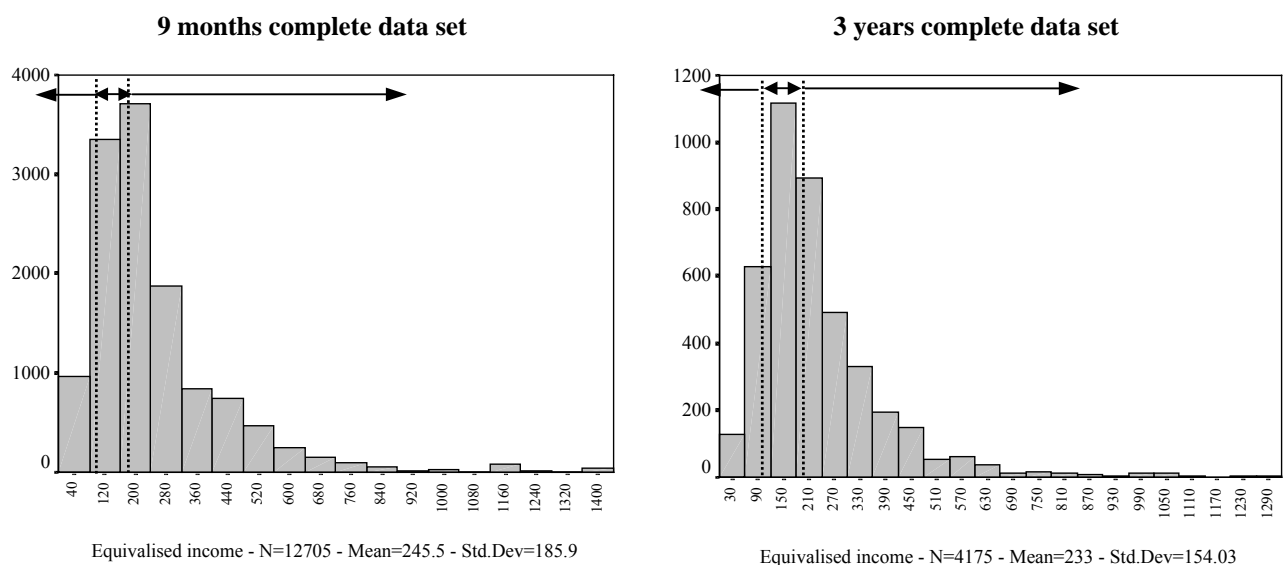 9 months complete data set
4000
3000
2000
1000
0
40 120 200 280 360 440 520 600 680 760 840 920 1000 1080 1160 1240 1320 1400
Equivalised income - N=12705 - Mean=245.5 - Std.Dev=185.9
3 years complete data set
1200
1000
800
600
400
200
0
30 90 150 210 270 330 390 450 510 570 630 690 750 810 870 930 990 1050 1110 1170 1230 1290
Equivalised income - N=4175 - Mean=233 - Std.Dev=154.03